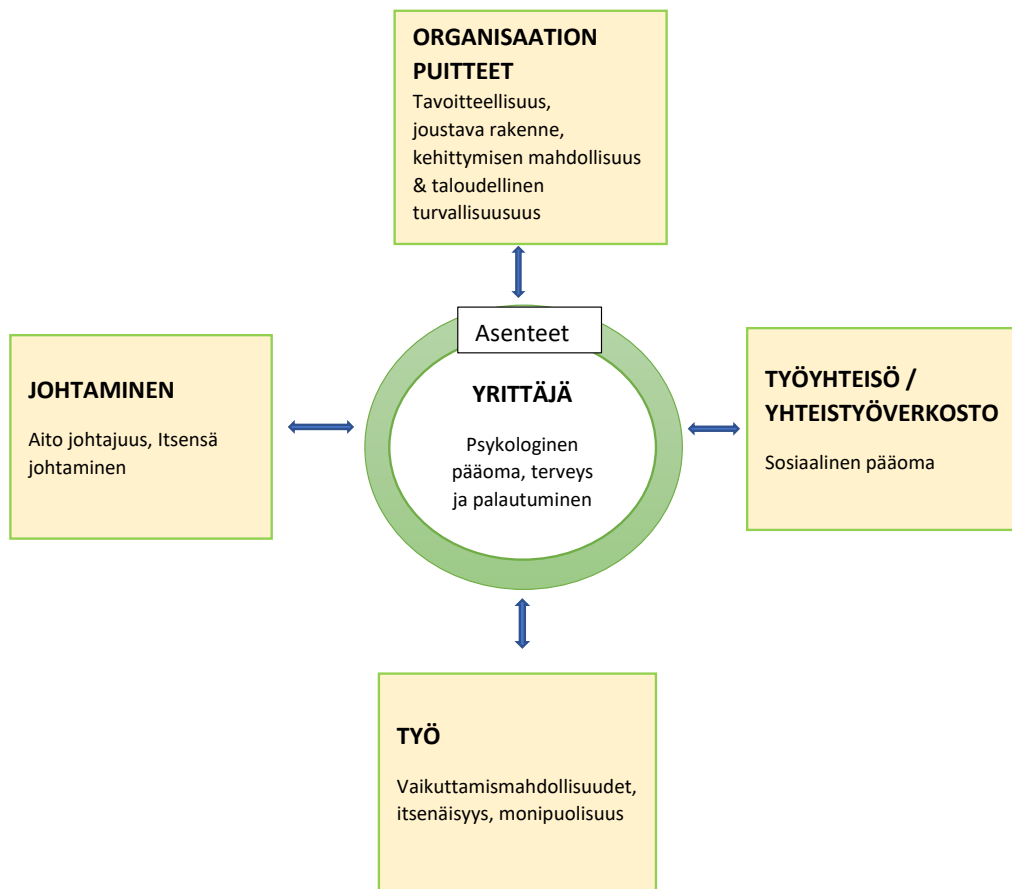 ORGANISAATION
PUITTEET
Tavoitteellisuus,
joustava rakenne,
kehittymisen mahdollisuus
& taloudellinen
turvallisuusuus
Asenteet
JOHTAMINEN
Aito johtajuus, Itsensä
johtaminen
YRITTÄJÄ
Psykologinen
pääoma, terveys
ja palautuminen
TYÖYHTEISÖ /
YHTEISTYÖVERKOSTO
Sosiaalinen pääoma
TYÖ
Vaikuttamismahdollisuudet,
itsenäisyys, monipuolisuus